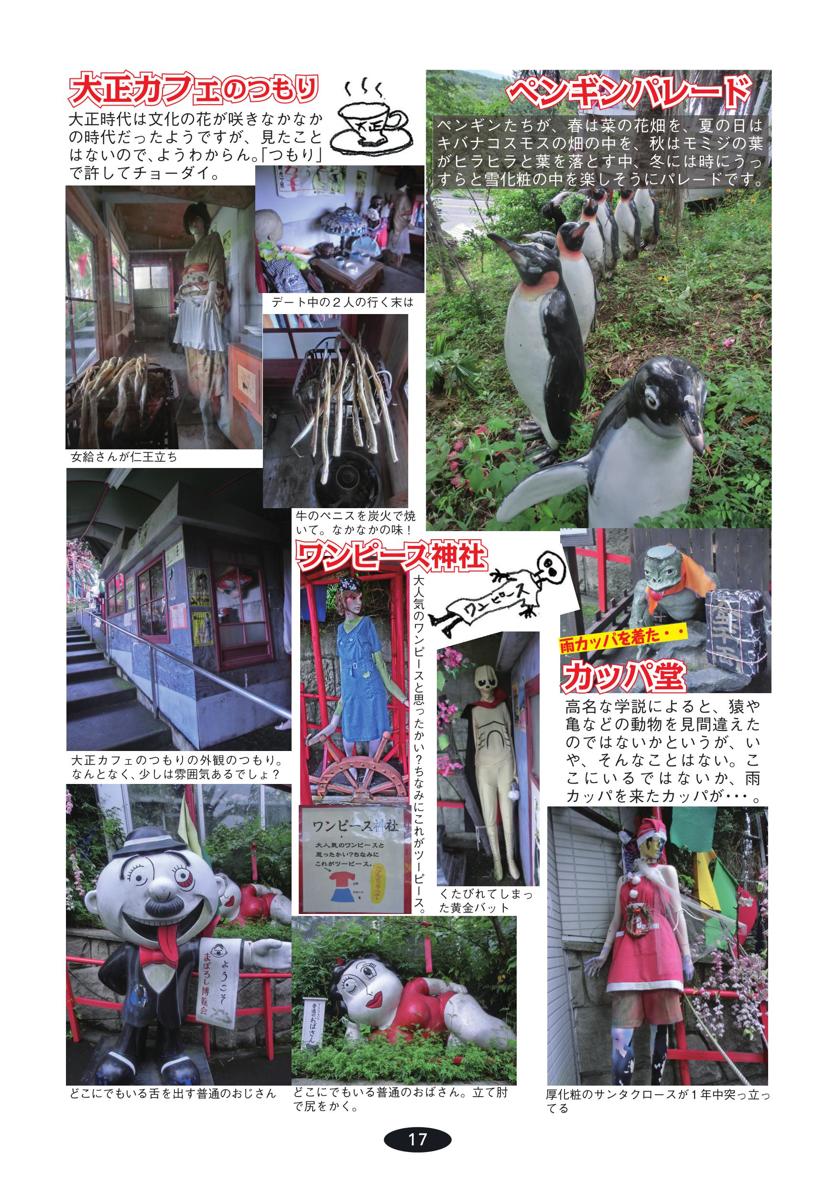 大正カフェのつもり
大正
大正時代は文化の花が咲きなかなか
の時代だったようですが、見たこと
はないので、ようわからん。「つもり」
で許してチョーダイ。
デート中の２人の行く末は
女給さんが仁王立ち
牛のペニスを炭火で焼
いて。なかなかの味！
大正カフェのつもりの外観のつもり。
なんとなく、少しは雰囲気あるでしょ？
ペンギンパレード
ペンギンたちが、春は菜の花畑を、夏の日は
キバナコスモスの畑の中を、秋はモミジの葉
がヒラヒラと葉を落とす中、冬には時にうっ
すらと雪化粧の中を楽しそうにパレードです。
ワンピース神社
ワンピース
大人気のワンピースと思ったかい？ちなみにこれがツーピース。
ワンピース神社
大人気のワンピースと
思ったかい?ちなみに
これがツーピース。
くたびれてしまっ
た黄金バット
雨カッパを着た・・
カッパ堂
高名な学説によると、猿や
亀などの動物を見間違えた
のではないかというが、い
や、そんなことはない。こ
こにいるではないか、雨
カッパを来たカッパが･･･。
ようこそ!
まぼろし博覧会
どこにでもいる舌を出す普通のおじさん
普通のおばさん
どこにでもいる普通のおばさん。立て肘
で尻をかく。
厚化粧のサンタクロースが１年中突っ立っ
てる
17